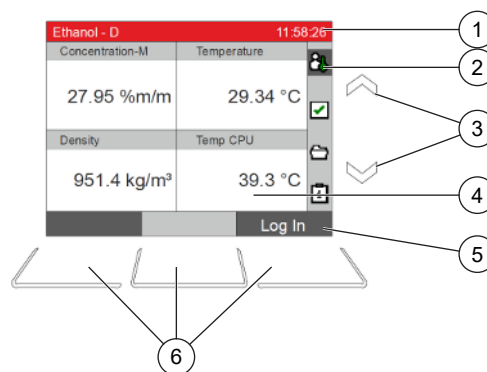 Ethanol - D 11:58:26 1
Concentration-M Temperature
2
27.95 %m/m 29.34 °C
3
Density Temp CPU
951.4 kg/m³ 39.3 °C
4
Log In
5
6